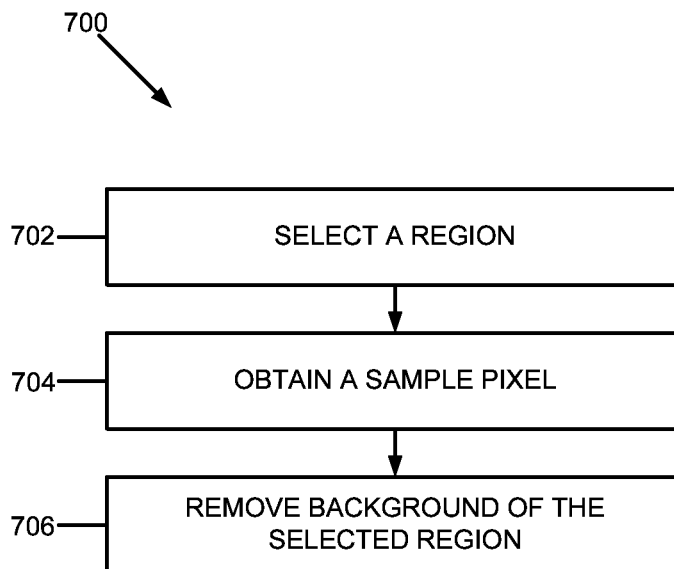 700
702
SELECT A REGION
704
OBTAIN A SAMPLE PIXEL
706
REMOVE BACKGROUND OF THE
SELECTED REGION